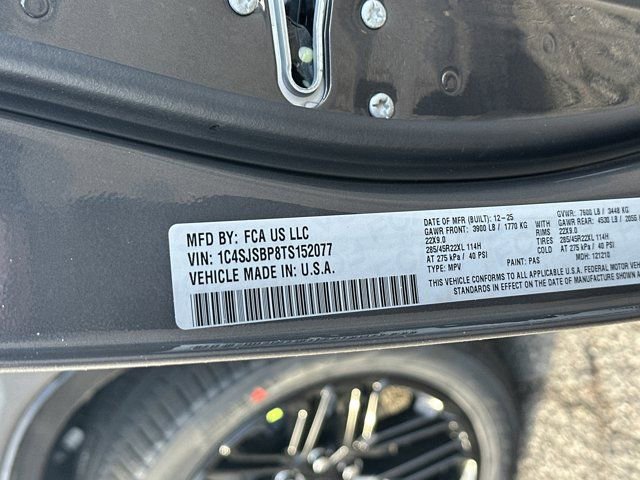 MFD BY: FCA US LLC
VIN: 1C4SJSBP8TS152077
VEHICLE MADE IN: U.S.A.
DATE OF MFR (BUILT): 12-25
GAWR FRONT: 3900 LB / 1770 KG
22X9.0
285/45R22XL 114H
AT 275 kPa / 40 PSI
TYPE: MPV
WITH
RIMS
TIRES
COLD
GVWR: 7600 LB / 3448 KG
GAWR REAR: 4530 LB / 2055
22X9.0
285/45R22XL 114H
AT 275 kPa / 40 PSI
PAINT: PAS MDH: 121210
THIS VEHICLE CONFORMS TO ALL APPLICABLE U.S.A. FEDERAL MOTOR VEHICLE
STANDARDS IN EFFECT ON THE DATE OF MANUFACTURE SHOWN